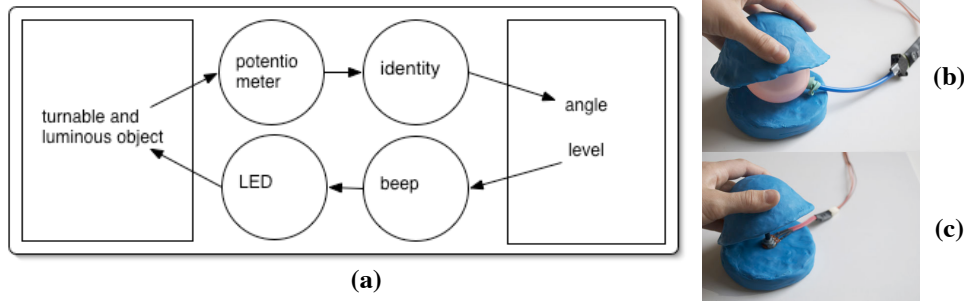 potentio
meter
identity
turnable and
luminous object
angle
level
LED
beep
(a)
(b)
(c)